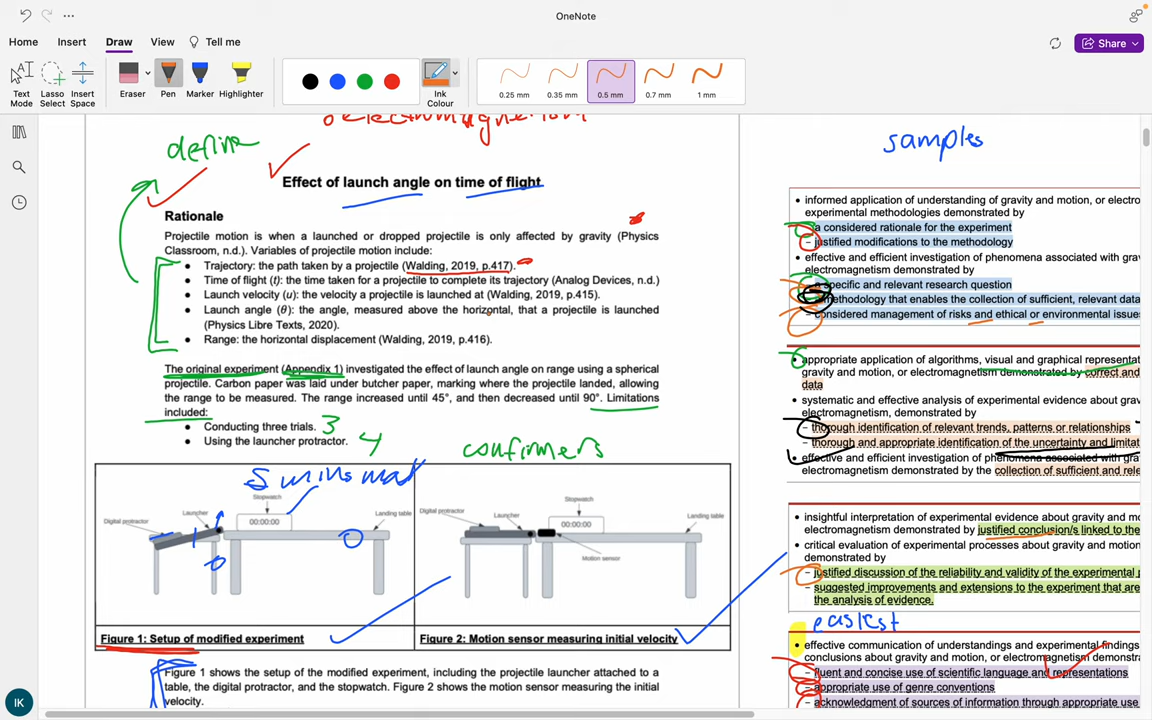 OneNote
Home Insert Draw View Tell me
Share
Text Mode
Lasso Select
Insert Space
Eraser
Pen
Marker
Highlighter
Ink Colour
0.25 mm
0.35 mm
0.5 mm
0.7 mm
1 mm
electromagnetism
define
samples
Effect of launch angle on time of flight
Rationale
Projectile motion is when a launched or dropped projectile is only affected by gravity (Physics
Classroom, n.d.). Variables of projectile motion include:
• Trajectory: the path taken by a projectile (Walding, 2019, p.417).
• Time of flight (t): the time taken for a projectile to complete its trajectory (Analog Devices, n.d.)
• Launch velocity (u): the velocity a projectile is launched at (Walding, 2019, p.415).
• Launch angle (θ): the angle, measured above the horizontal, that a projectile is launched
(Physics Libre Texts, 2020).
• Range: the horizontal displacement (Walding, 2019, p.416).
The original experiment (Appendix 1) investigated the effect of launch angle on range using a spherical
projectile. Carbon paper was laid under butcher paper, marking where the projectile landed, allowing
the range to be measured. The range increased until 45°, and then decreased until 90°. Limitations
included:
• Conducting three trials. 3
• Using the launcher protractor. 4
confirmers
5 mins
Stopwatch
Digital protractor
Launcher
00:00:00
Landing table
Figure 1: Setup of modified experiment
Stopwatch
Digital protractor
Launcher
00:00:00
Landing table
Motion sensor
Figure 2: Motion sensor measuring initial velocity
Figure 1 shows the setup of the modified experiment, including the projectile launcher attached to a
table, the digital protractor, and the stopwatch. Figure 2 shows the motion sensor measuring the initial
velocity.
• informed application of understanding of gravity and motion, or electro
experimental methodologies demonstrated by
a considered rationale for the experiment
justified modifications to the methodology
• effective and efficient investigation of phenomena associated with grav
electromagnetism demonstrated by
a specific and relevant research question
methodology that enables the collection of sufficient, relevant data
considered management of risks and ethical or environmental issues
• appropriate application of algorithms, visual and graphical representat
gravity and motion, or electromagnetism demonstrated by correct and
data
• systematic and effective analysis of experimental evidence about grav
electromagnetism, demonstrated by
thorough identification of relevant trends, patterns or relationships
thorough and appropriate identification of the uncertainty and limitat
• effective and efficient investigation of phenomena associated with gra
electromagnetism demonstrated by the collection of sufficient and rele
• insightful interpretation of experimental evidence about gravity and mo
electromagnetism demonstrated by justified conclusion/s linked to the
• critical evaluation of experimental processes about gravity and motion
demonstrated by
justified discussion of the reliability and validity of the experimental p
– suggested improvements and extensions to the experiment that are
the analysis of evidence.
easiest
• effective communication of understandings and experimental findings
conclusions about gravity and motion, or electromagnetism demonstra
fluent and concise use of scientific language and representations
appropriate use of genre conventions
acknowledgment of sources of information through appropriate use
IK